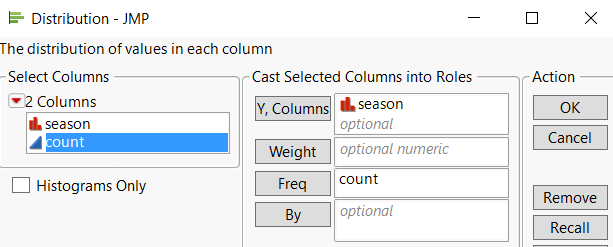 Distribution - JMP
The distribution of values in each column
Select Columns
2 Columns
season
count
Histograms Only
Cast Selected Columns into Roles
Y, Columns
season
optional
Weight
optional numeric
Freq
count
By
optional
Action
OK
Cancel
Remove
Recall